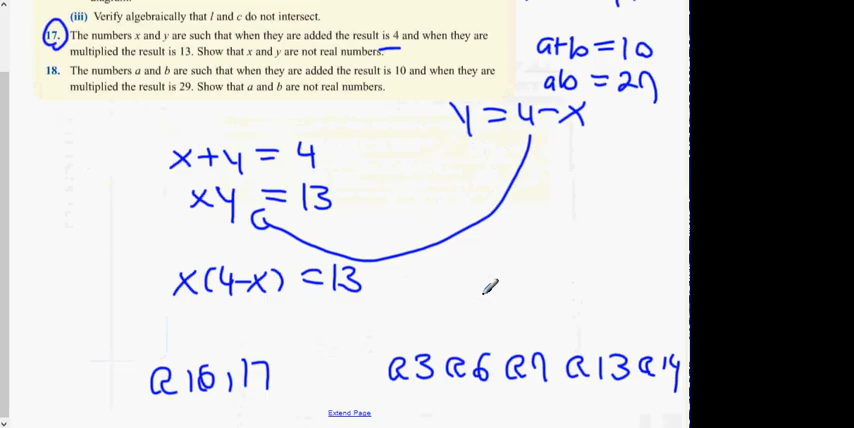 (iii) Verify algebraically that l and c do not intersect.
17. The numbers x and y are such that when they are added the result is 4 and when they are
multiplied the result is 13. Show that x and y are not real numbers.
18. The numbers a and b are such that when they are added the result is 10 and when they are
multiplied the result is 29. Show that a and b are not real numbers.
a+b=10
ab = 29
y = 4-x
x+y = 4
xy = 13
x(4-x) = 13
Q16,17
Q3 Q6 Q9 Q13 Q14
Extend Page